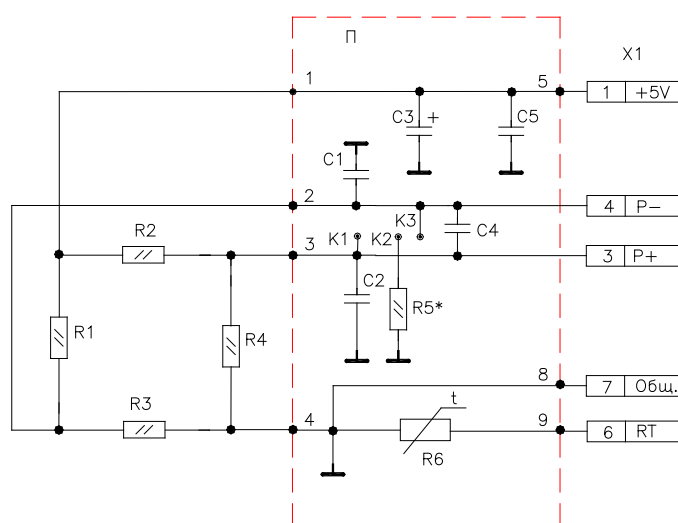 П
X1
1
5
1 +5V
C3 +
C5
C1
2
4 P−
K3
R2
3
K1
K2
C4
3 P+
C2
R5*
R1
R4
8
7 Общ.
R3
4
t
9
6 RT
R6